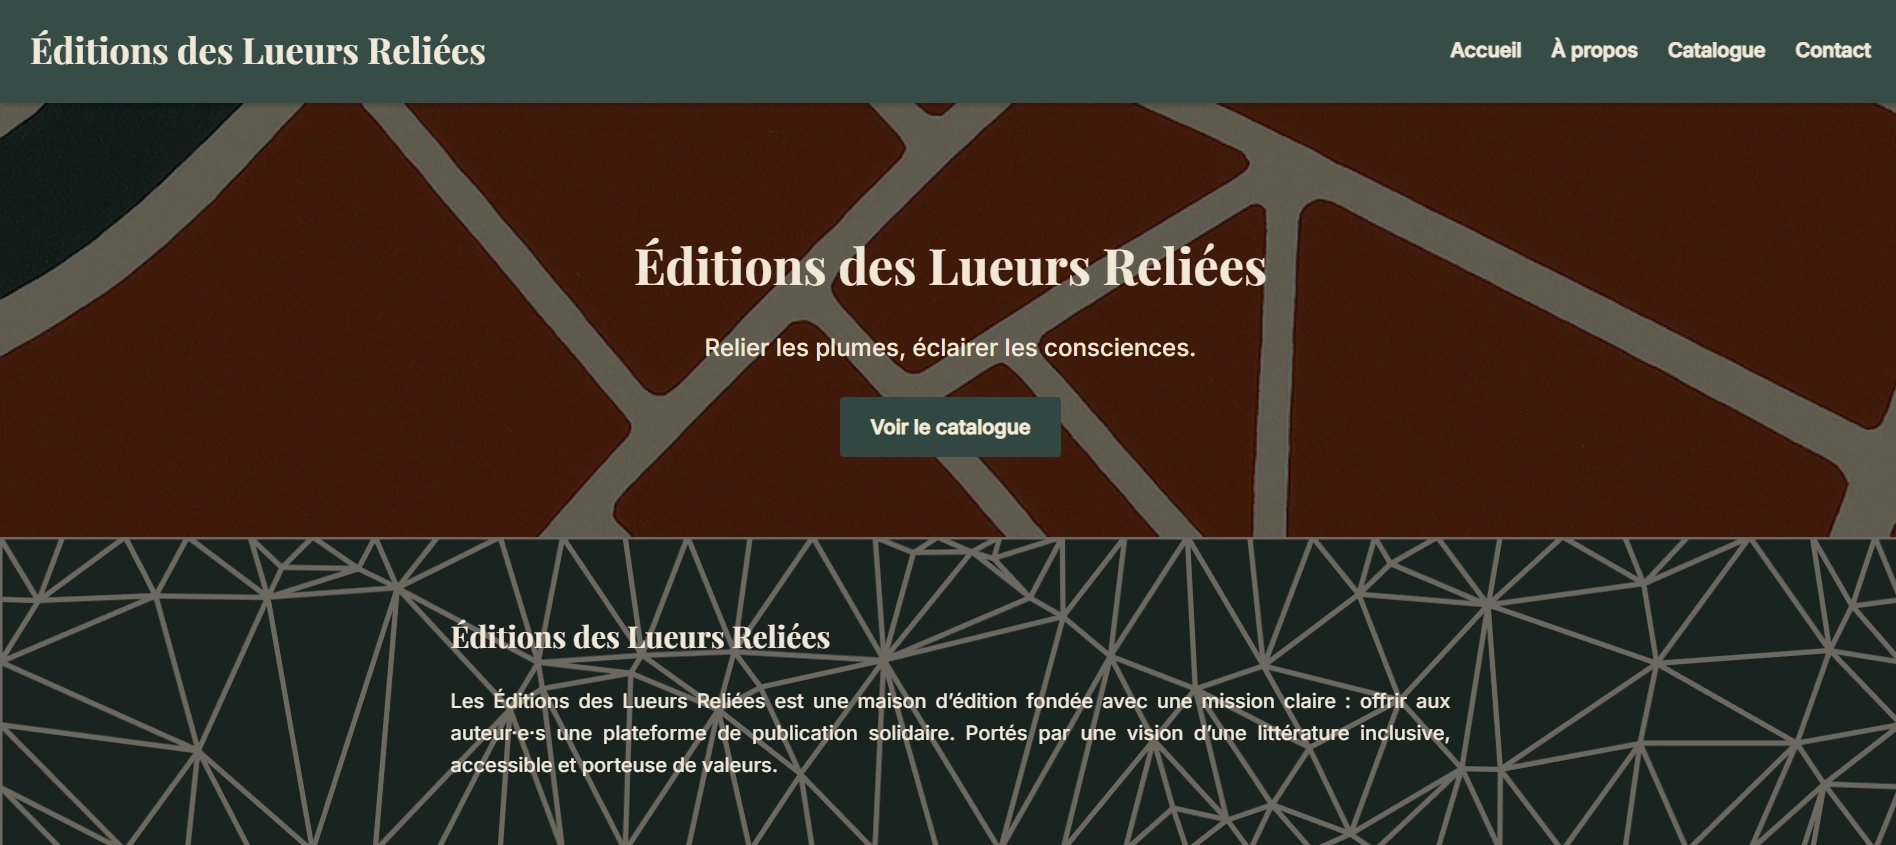 Éditions des Lueurs Reliées
Accueil À propos Catalogue Contact
Éditions des Lueurs Reliées
Relier les plumes, éclairer les consciences.
Voir le catalogue
Éditions des Lueurs Reliées
Les Éditions des Lueurs Reliées est une maison d’édition fondée avec une mission claire : offrir aux
auteur·e·s une plateforme de publication solidaire. Portés par une vision d’une littérature inclusive,
accessible et porteuse de valeurs.